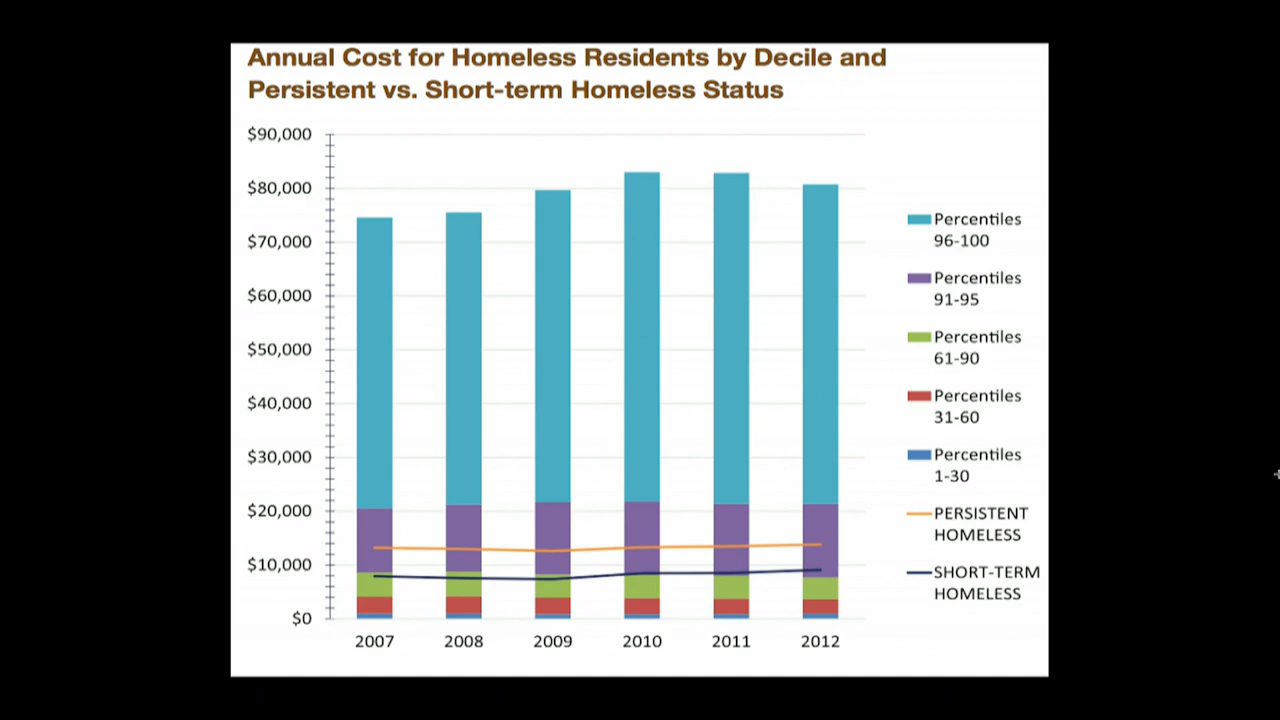 Annual Cost for Homeless Residents by Decile and
Persistent vs. Short-term Homeless Status
$90,000
$80,000
$70,000
$60,000
$50,000
$40,000
$30,000
$20,000
$10,000
$0
2007 2008 2009 2010 2011 2012
Percentiles
96-100
Percentiles
91-95
Percentiles
61-90
Percentiles
31-60
Percentiles
1-30
PERSISTENT
HOMELESS
SHORT-TERM
HOMELESS